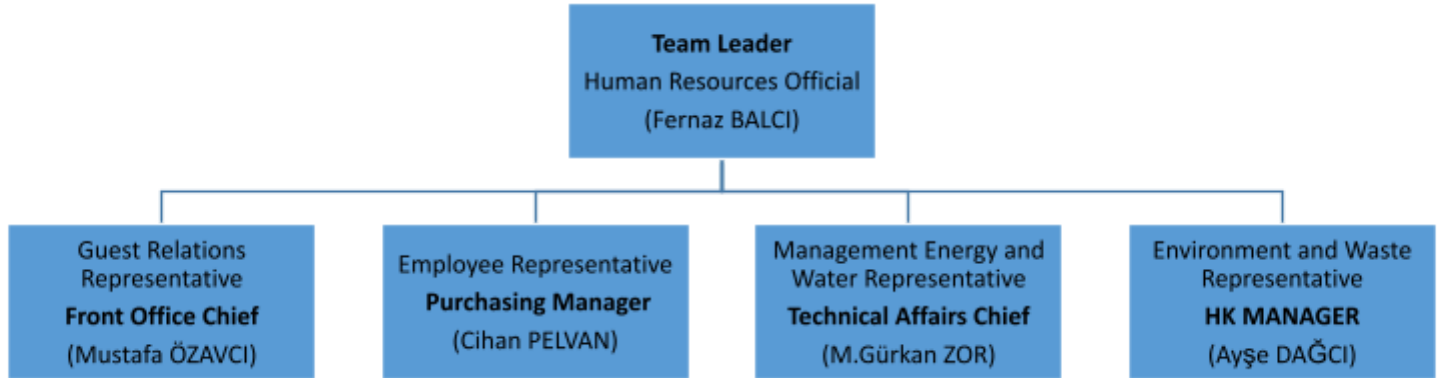 Team Leader
Human Resources Official
(Fernaz BALCI)
Guest Relations
Representative
Front Office Chief
(Mustafa ÖZAVCI)
Employee Representative
Purchasing Manager
(Cihan PELVAN)
Management Energy and
Water Representative
Technical Affairs Chief
(M.Gürkan ZOR)
Environment and Waste
Representative
HK MANAGER
(Ayşe DAĞCI)